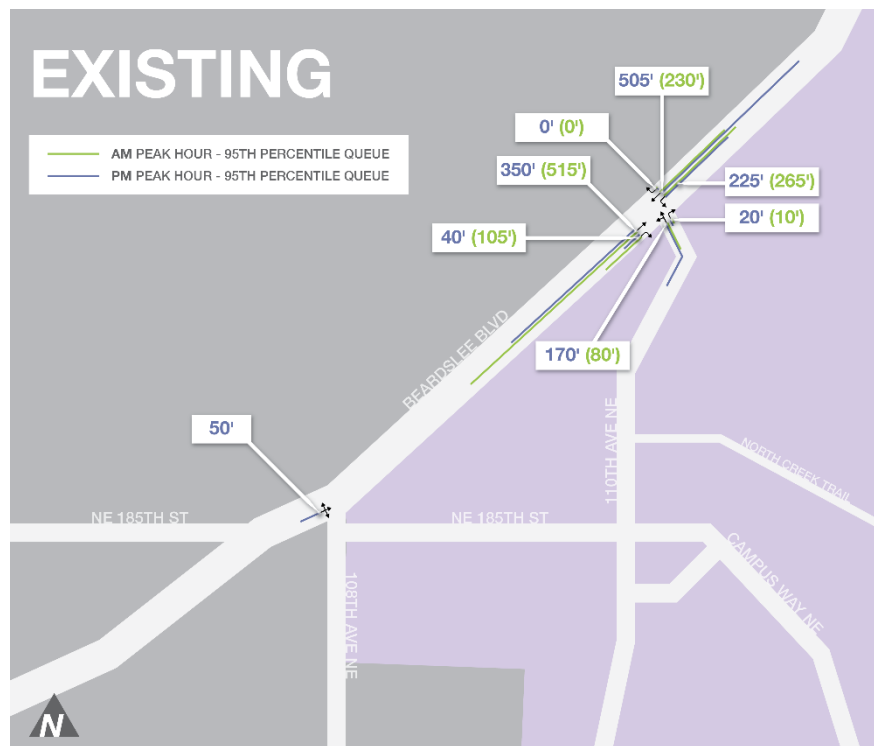 EXISTING
AM PEAK HOUR - 95TH PERCENTILE QUEUE
PM PEAK HOUR - 95TH PERCENTILE QUEUE
505' (230')
0' (0')
350' (515')
225' (265')
40' (105')
20' (10')
170' (80')
BEARDSLEE BLVD
50'
110TH AVE NE
NORTH CREEK TRAIL
NE 185TH ST
NE 185TH ST
CAMPUS WAY NE
108TH AVE NE
N